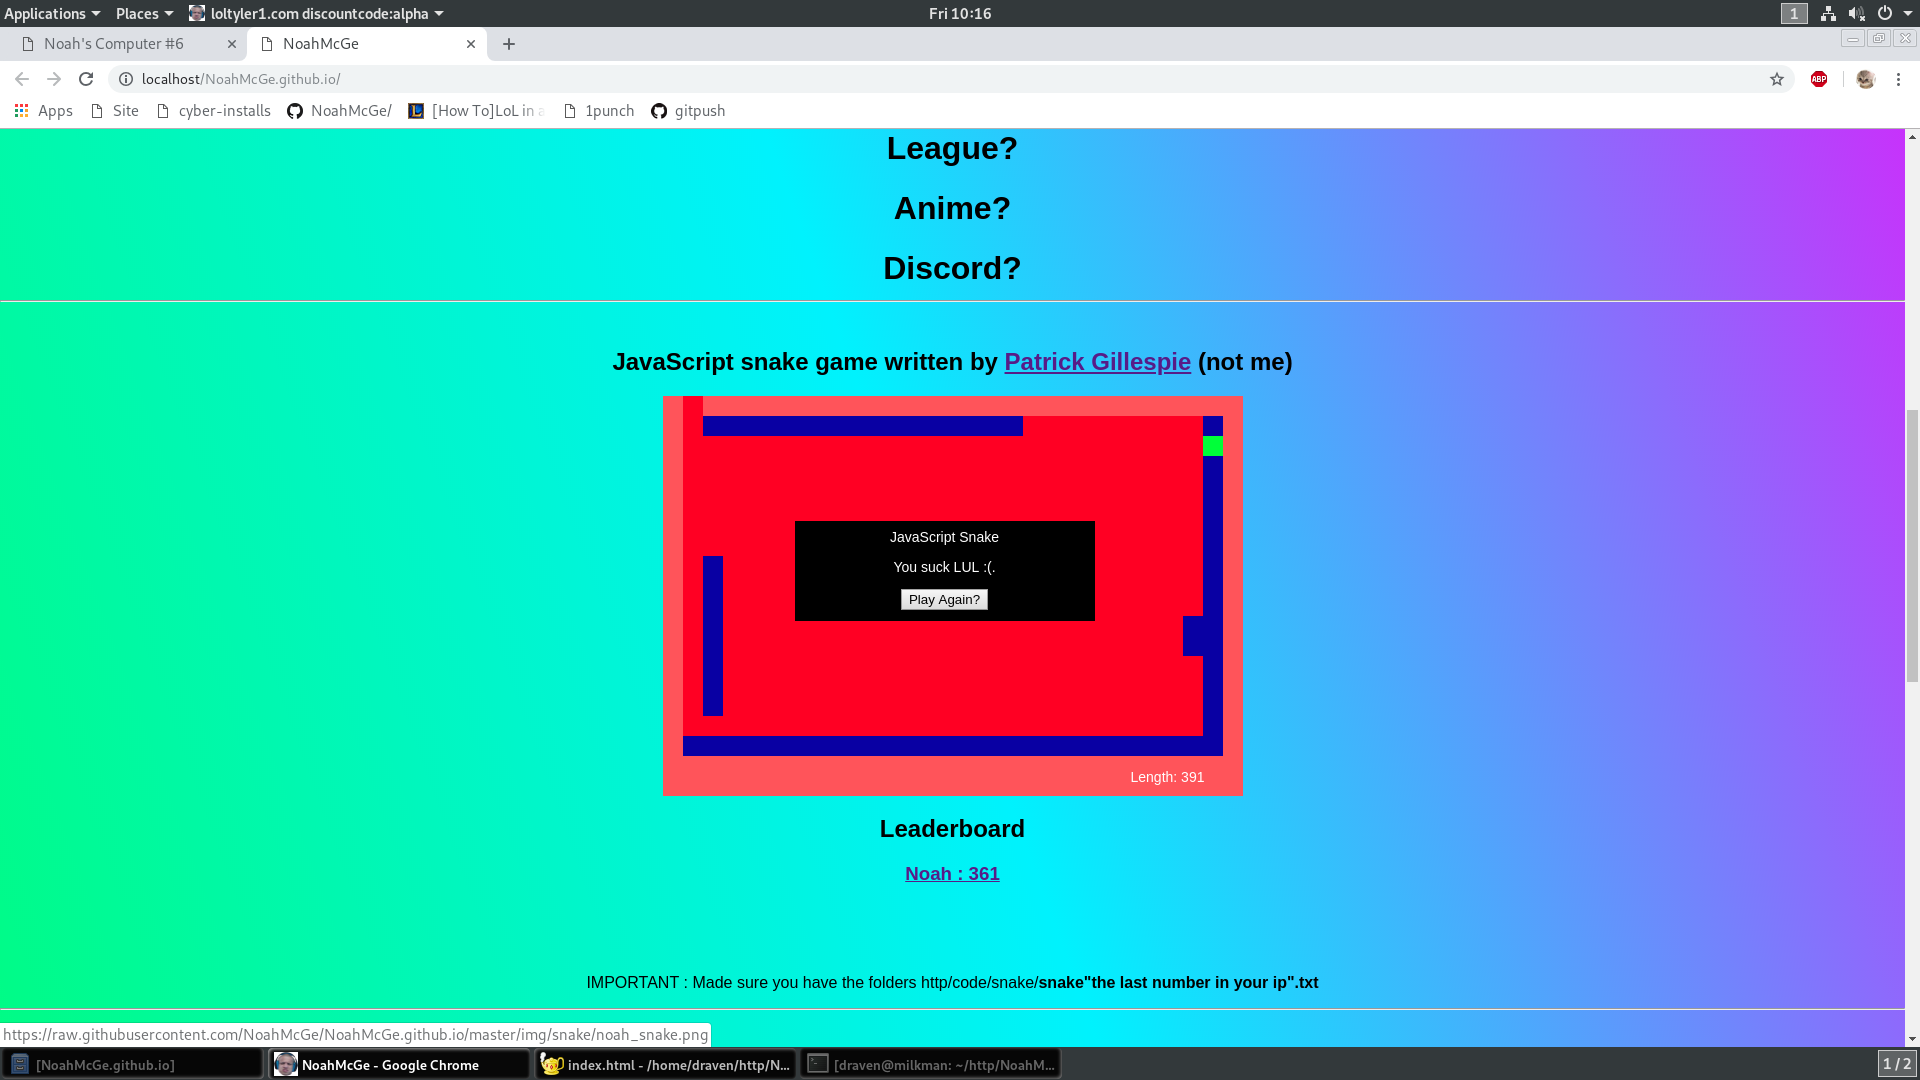 Applications Places loltyler1.com discountcode:alpha Fri 10:16 1
Noah's Computer #6 NoahMcGe
localhost/NoahMcGe.github.io/ ABP
Apps Site cyber-installs NoahMcGe/ [How To]LoL in a 1punch gitpush
League?
Anime?
Discord?
JavaScript snake game written by Patrick Gillespie (not me)
JavaScript Snake
You suck LUL :(.
Play Again?
Length: 391
Leaderboard
Noah : 361
IMPORTANT : Made sure you have the folders http/code/snake/snake"the last number in your ip".txt
https://raw.githubusercontent.com/NoahMcGe/NoahMcGe.github.io/master/img/snake/noah_snake.png
[NoahMcGe.github.io] NoahMcGe - Google Chrome index.html - /home/draven/http/N... [draven@milkman: ~/http/NoahM... 1 / 2